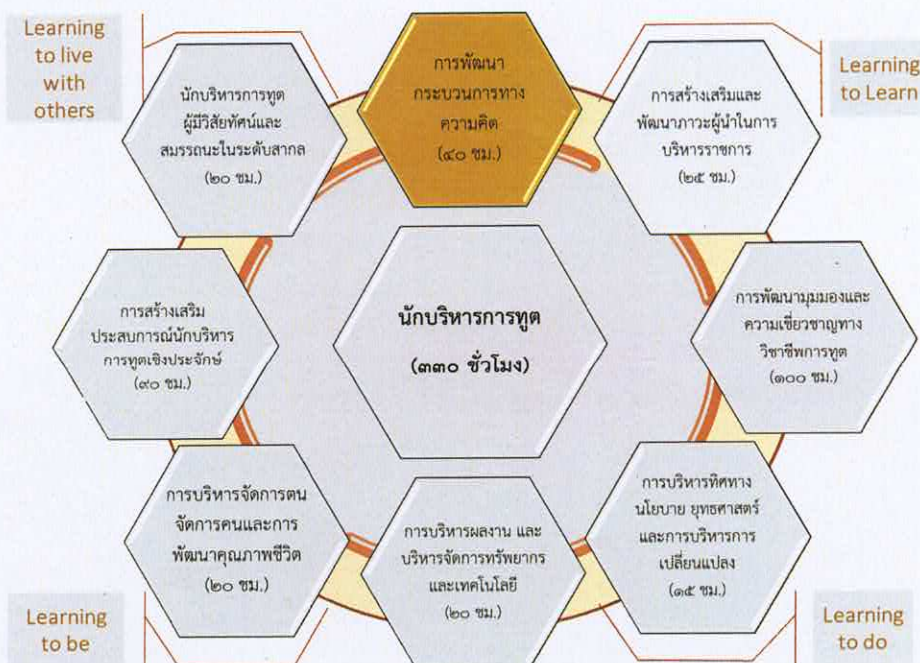 Learning
to live
with
others
นักบริหารการทูต
ผู้มีวิสัยทัศน์และ
สมรรถนะในระดับสากล
(๒๐ ชม.)
การพัฒนา
กระบวนการทาง
ความคิด
(๔๐ ชม.)
การสร้างเสริมและ
พัฒนาภาวะผู้นำในการ
บริหารราชการ
(๒๕ ชม.)
Learning
to Learn
การสร้างเสริม
ประสบการณ์นักบริหาร
การทูตเชิงประจักษ์
(๙๐ ชม.)
นักบริหารการทูต
(๓๓๐ ชั่วโมง)
การพัฒนามุมมองและ
ความเชี่ยวชาญทาง
วิชาชีพการทูต
(๑๐๐ ชม.)
การบริหารจัดการตน
จัดการคนและการ
พัฒนาคุณภาพชีวิต
(๒๐ ชม.)
การบริหารผลงาน และ
บริหารจัดการทรัพยากร
และเทคโนโลยี
(๒๐ ชม.)
การบริหารทิศทาง
นโยบาย ยุทธศาสตร์
และการบริหารการ
เปลี่ยนแปลง
(๑๕ ชม.)
Learning
to be
Learning
to do